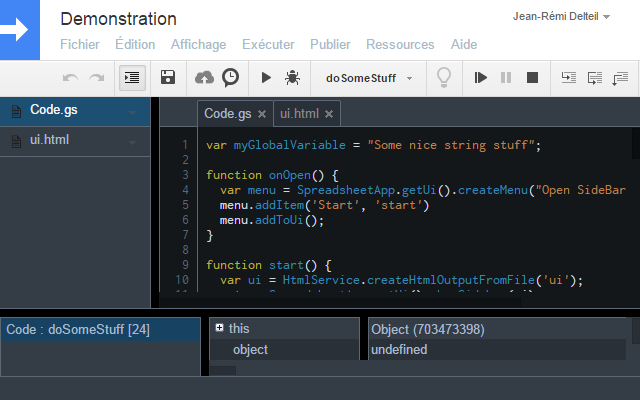 Demonstration
Jean-Rémi Delteil
Fichier Édition Affichage Exécuter Publier Ressources Aide
doSomeStuff
Code.gs
ui.html
Code.gs ui.html
1 var myGlobalVariable = "Some nice string stuff";
2
3 function onOpen() {
4 var menu = SpreadsheetApp.getUi().createMenu("Open SideBar
5 menu.addItem('Start', 'start')
6 menu.addToUi();
7 }
8
9 function start() {
10 var ui = HtmlService.createHtmlOutputFromFile('ui');
Code : doSomeStuff [24]
this Object (703473398)
object undefined